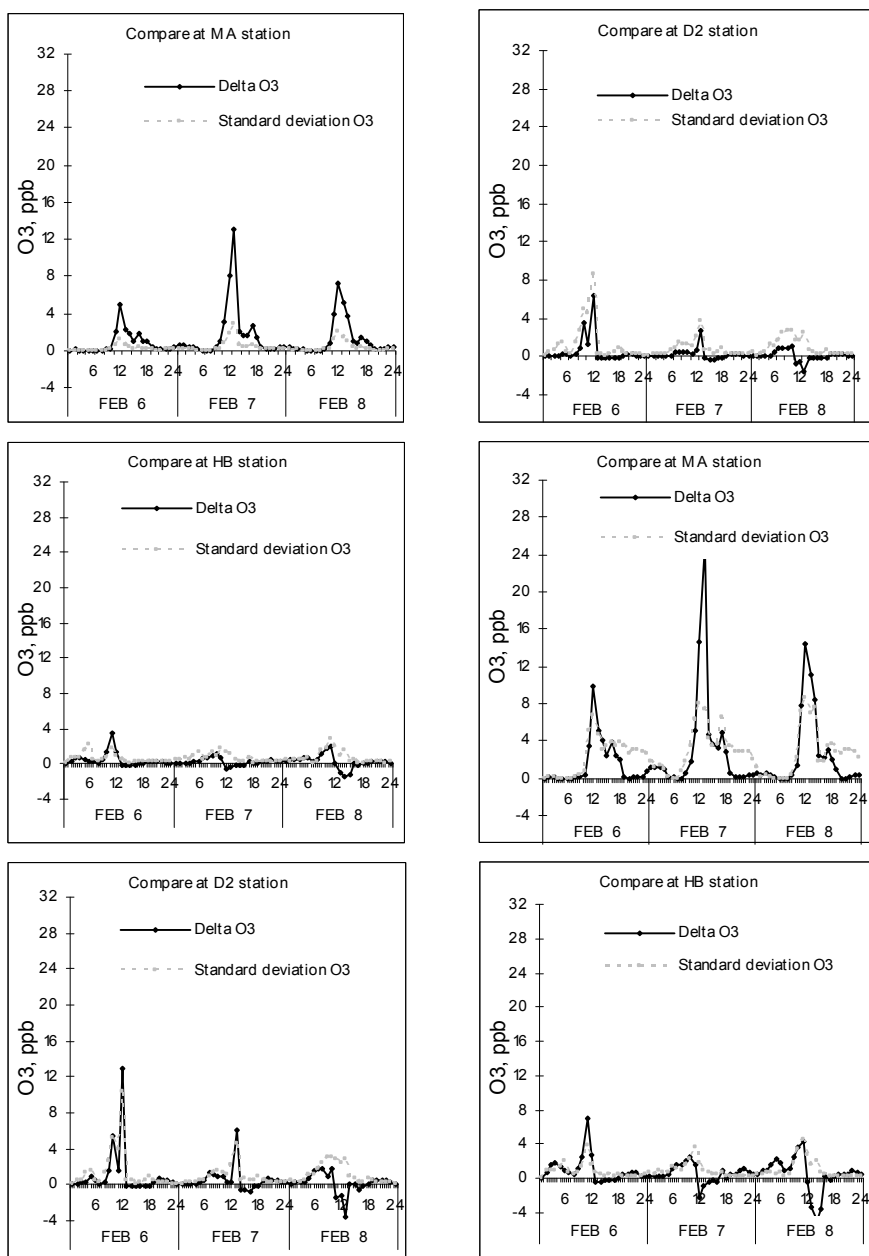 Compare at MA station
32
28
Delta O3
24
Standard deviation O3
20
16
12
8
4
0
-4
O3, ppb
6 12 18 24 6 12 18 24 6 12 18 24
FEB 6 FEB 7 FEB 8
Compare at D2 station
32
28
Delta O3
24
Standard deviation O3
20
16
12
8
4
0
-4
O3, ppb
6 12 18 24 6 12 18 24 6 12 18 24
FEB 6 FEB 7 FEB 8
Compare at HB station
32
28
Delta O3
24
Standard deviation O3
20
16
12
8
4
0
-4
O3, ppb
6 12 18 24 6 12 18 24 6 12 18 24
FEB 6 FEB 7 FEB 8
Compare at MA station
32
28
Delta O3
24
Standard deviation O3
20
16
12
8
4
0
-4
O3, ppb
6 12 18 24 6 12 18 24 6 12 18 24
FEB 6 FEB 7 FEB 8
Compare at D2 station
32
28
Delta O3
24
Standard deviation O3
20
16
12
8
4
0
-4
O3, ppb
6 12 18 24 6 12 18 24 6 12 18 24
FEB 6 FEB 7 FEB 8
Compare at HB station
32
28
Delta O3
24
Standard deviation O3
20
16
12
8
4
0
-4
O3, ppb
6 12 18 24 6 12 18 24 6 12 18 24
FEB 6 FEB 7 FEB 8